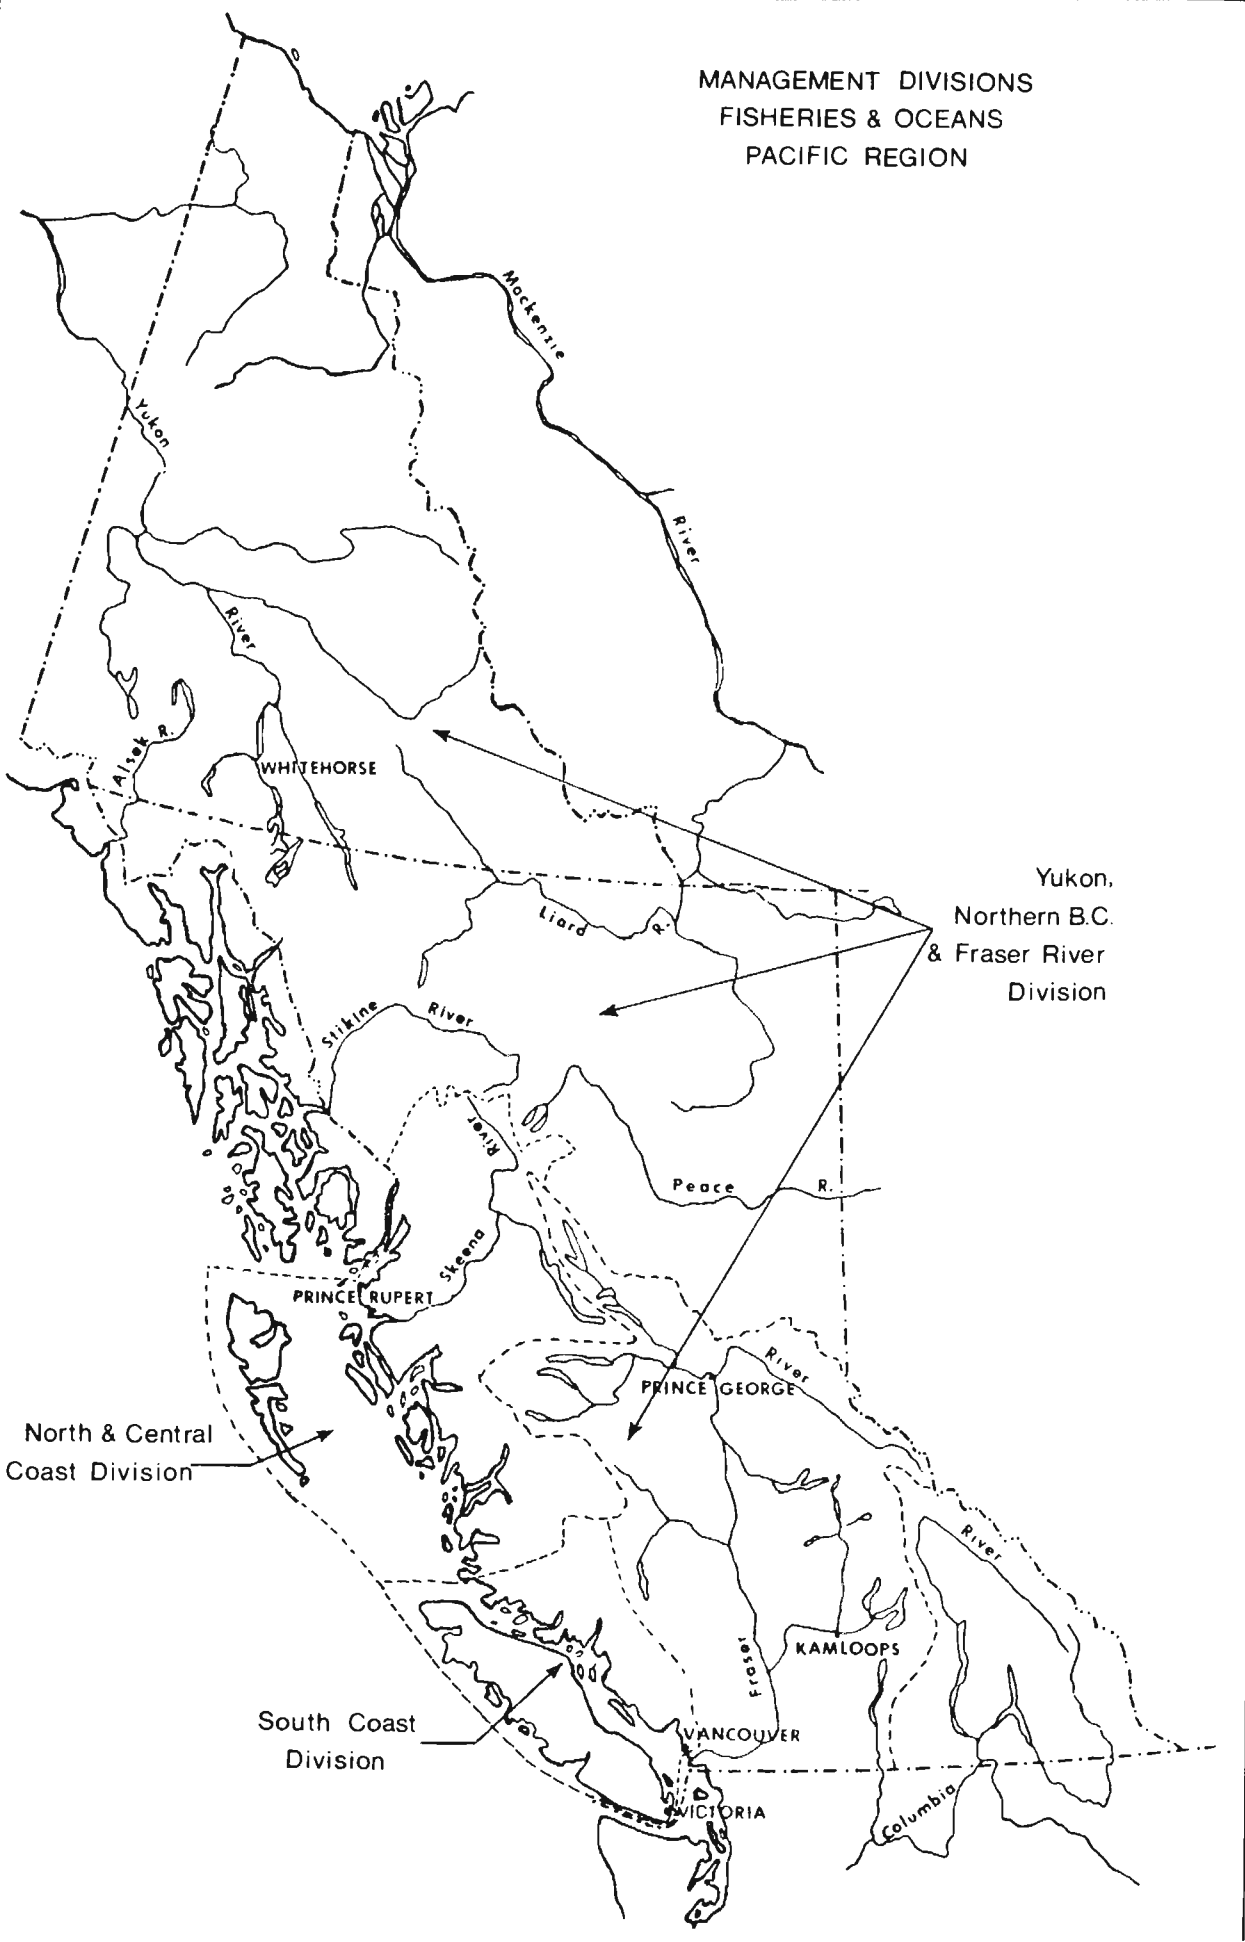 MANAGEMENT DIVISIONS
FISHERIES & OCEANS
PACIFIC REGION
Mackenzie
River
Yukon
River
Alsek R.
WHITEHORSE
Liard R.
Yukon,
Northern B.C.
& Fraser River
Division
Stikine River
River
Skeena
Peace R.
PRINCE RUPERT
River
PRINCE GEORGE
North & Central
Coast Division
River
Fraser
KAMLOOPS
South Coast
Division
VANCOUVER
VICTORIA
Columbia